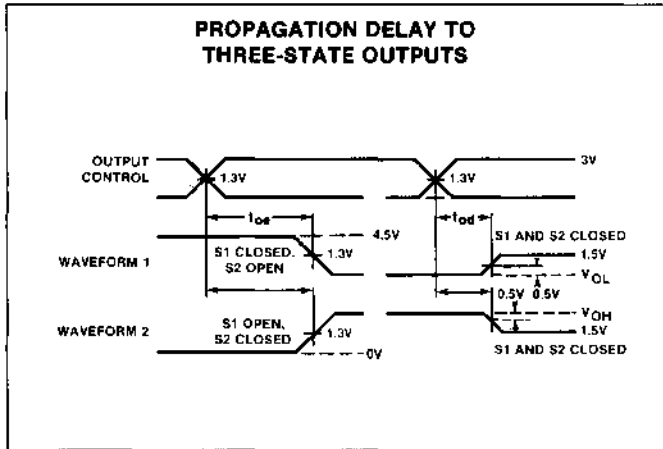 PROPAGATION DELAY TO
THREE-STATE OUTPUTS
OUTPUT
CONTROL
1.3V
1.3V
3V
toe
tod
4.5V
S1 AND S2 CLOSED
WAVEFORM 1
S1 CLOSED.
S2 OPEN
1.3V
1.5V
VOL
0.5V 0.5V
WAVEFORM 2
S1 OPEN,
S2 CLOSED
1.3V
VOH
1.5V
0V
S1 AND S2 CLOSED